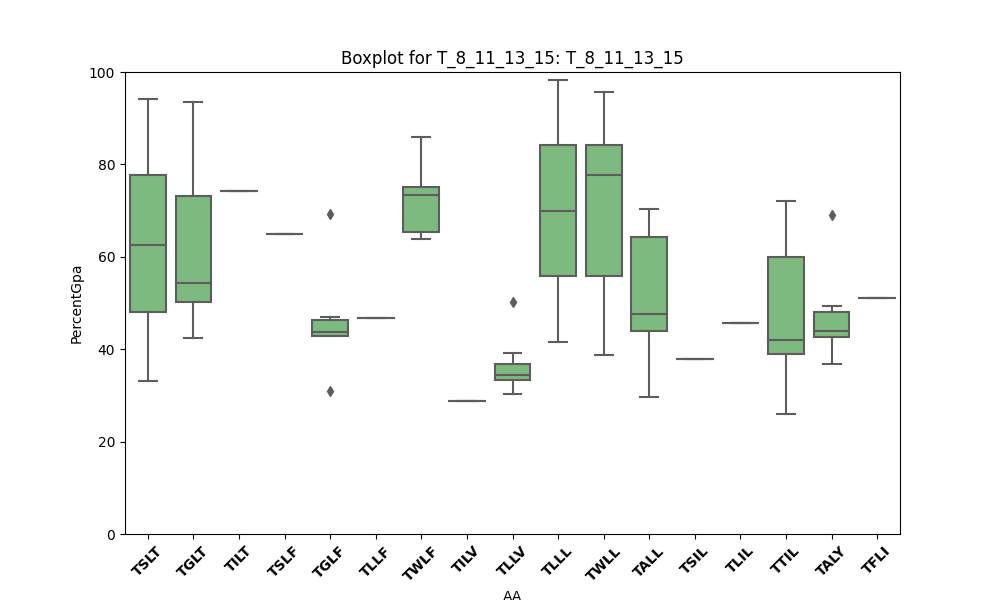 Boxplot for T_8_11_13_15: T_8_11_13_15
100
80
60
40
20
0
PercentGpa
TSLT TGLT TILT TSLF TGLF TLLF TWLF TILV TLLV TLLL TWLL TALL TSIL TLIL TTIL TALY TFLI
AA